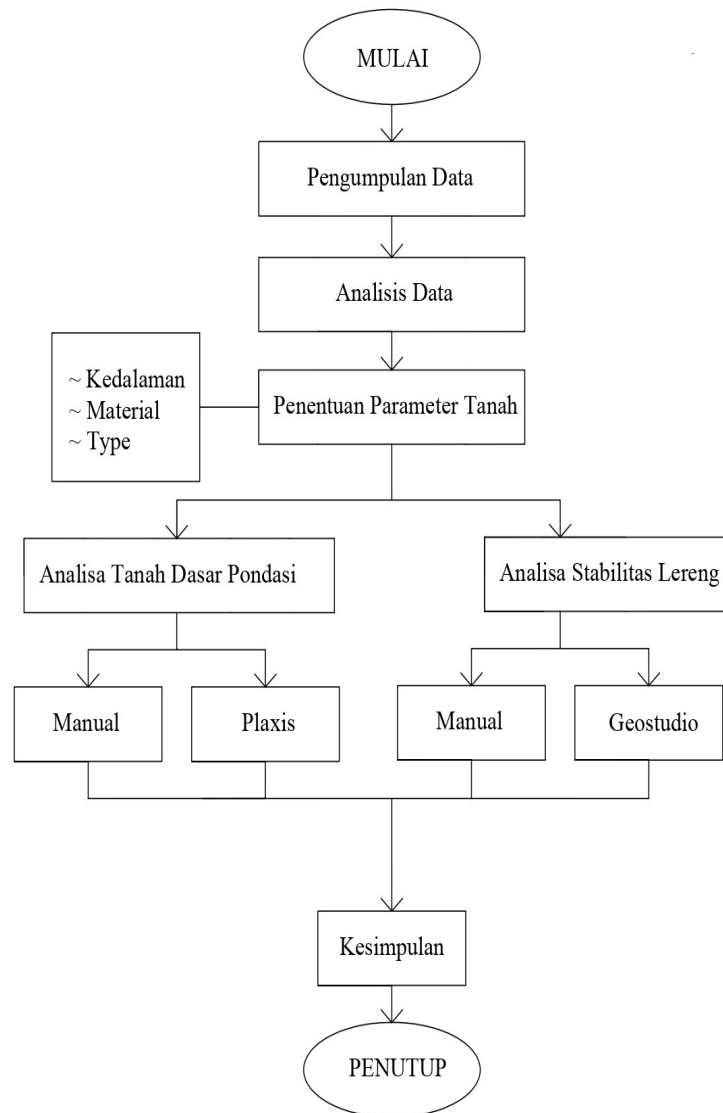 MULAI
Pengumpulan Data
Analisis Data
~ Kedalaman
~ Material
~ Type
Penentuan Parameter Tanah
Analisa Tanah Dasar Pondasi
Analisa Stabilitas Lereng
Manual
Plaxis
Manual
Geostudio
Kesimpulan
PENUTUP